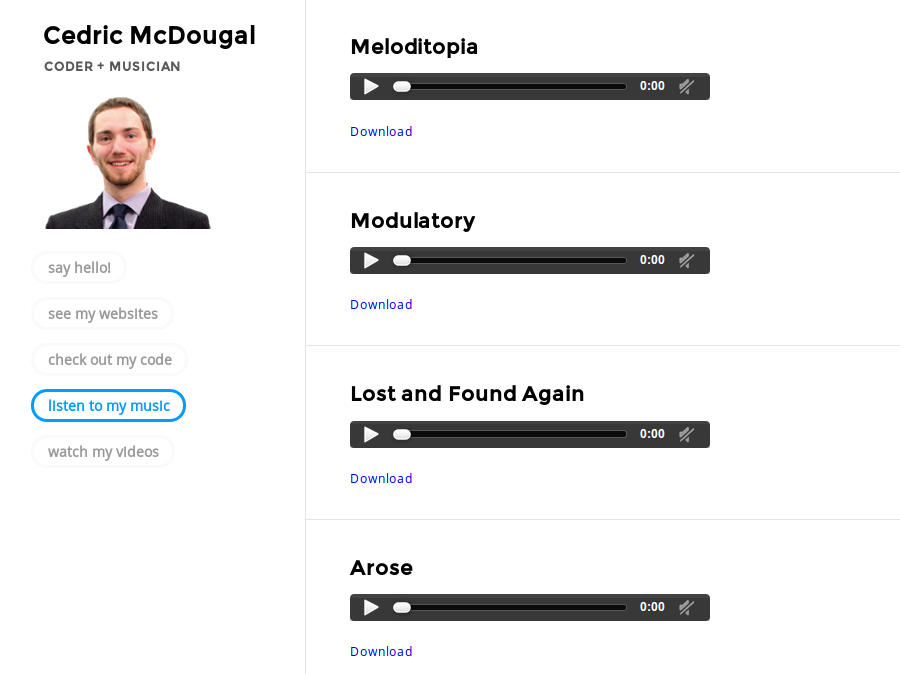 Cedric McDougal
CODER + MUSICIAN
say hello!
see my websites
check out my code
listen to my music
watch my videos
Meloditopia
0:00
Download
Modulatory
0:00
Download
Lost and Found Again
0:00
Download
Arose
0:00
Download